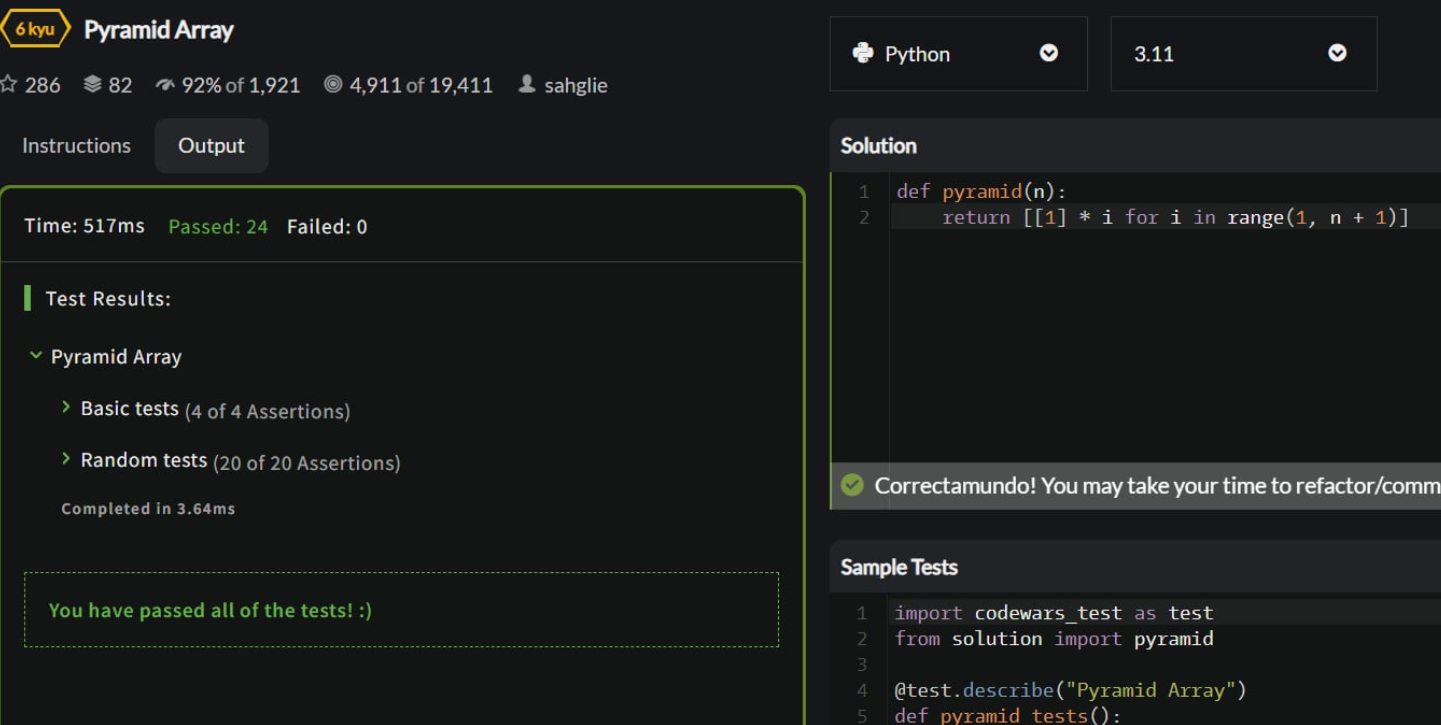 6 kyu Pyramid Array
286 82 92% of 1,921 4,911 of 19,411 sahglie
Instructions Output
Time: 517ms Passed: 24 Failed: 0
Test Results:
Pyramid Array
Basic tests (4 of 4 Assertions)
Random tests (20 of 20 Assertions)
Completed in 3.64ms
You have passed all of the tests! :)
Python 3.11
Solution
1 def pyramid(n):
2     return [[1] * i for i in range(1, n + 1)]
Correctamundo! You may take your time to refactor/comm
Sample Tests
1 import codewars_test as test
2 from solution import pyramid
3
4 @test.describe("Pyramid Array")
5 def pyramid_tests():